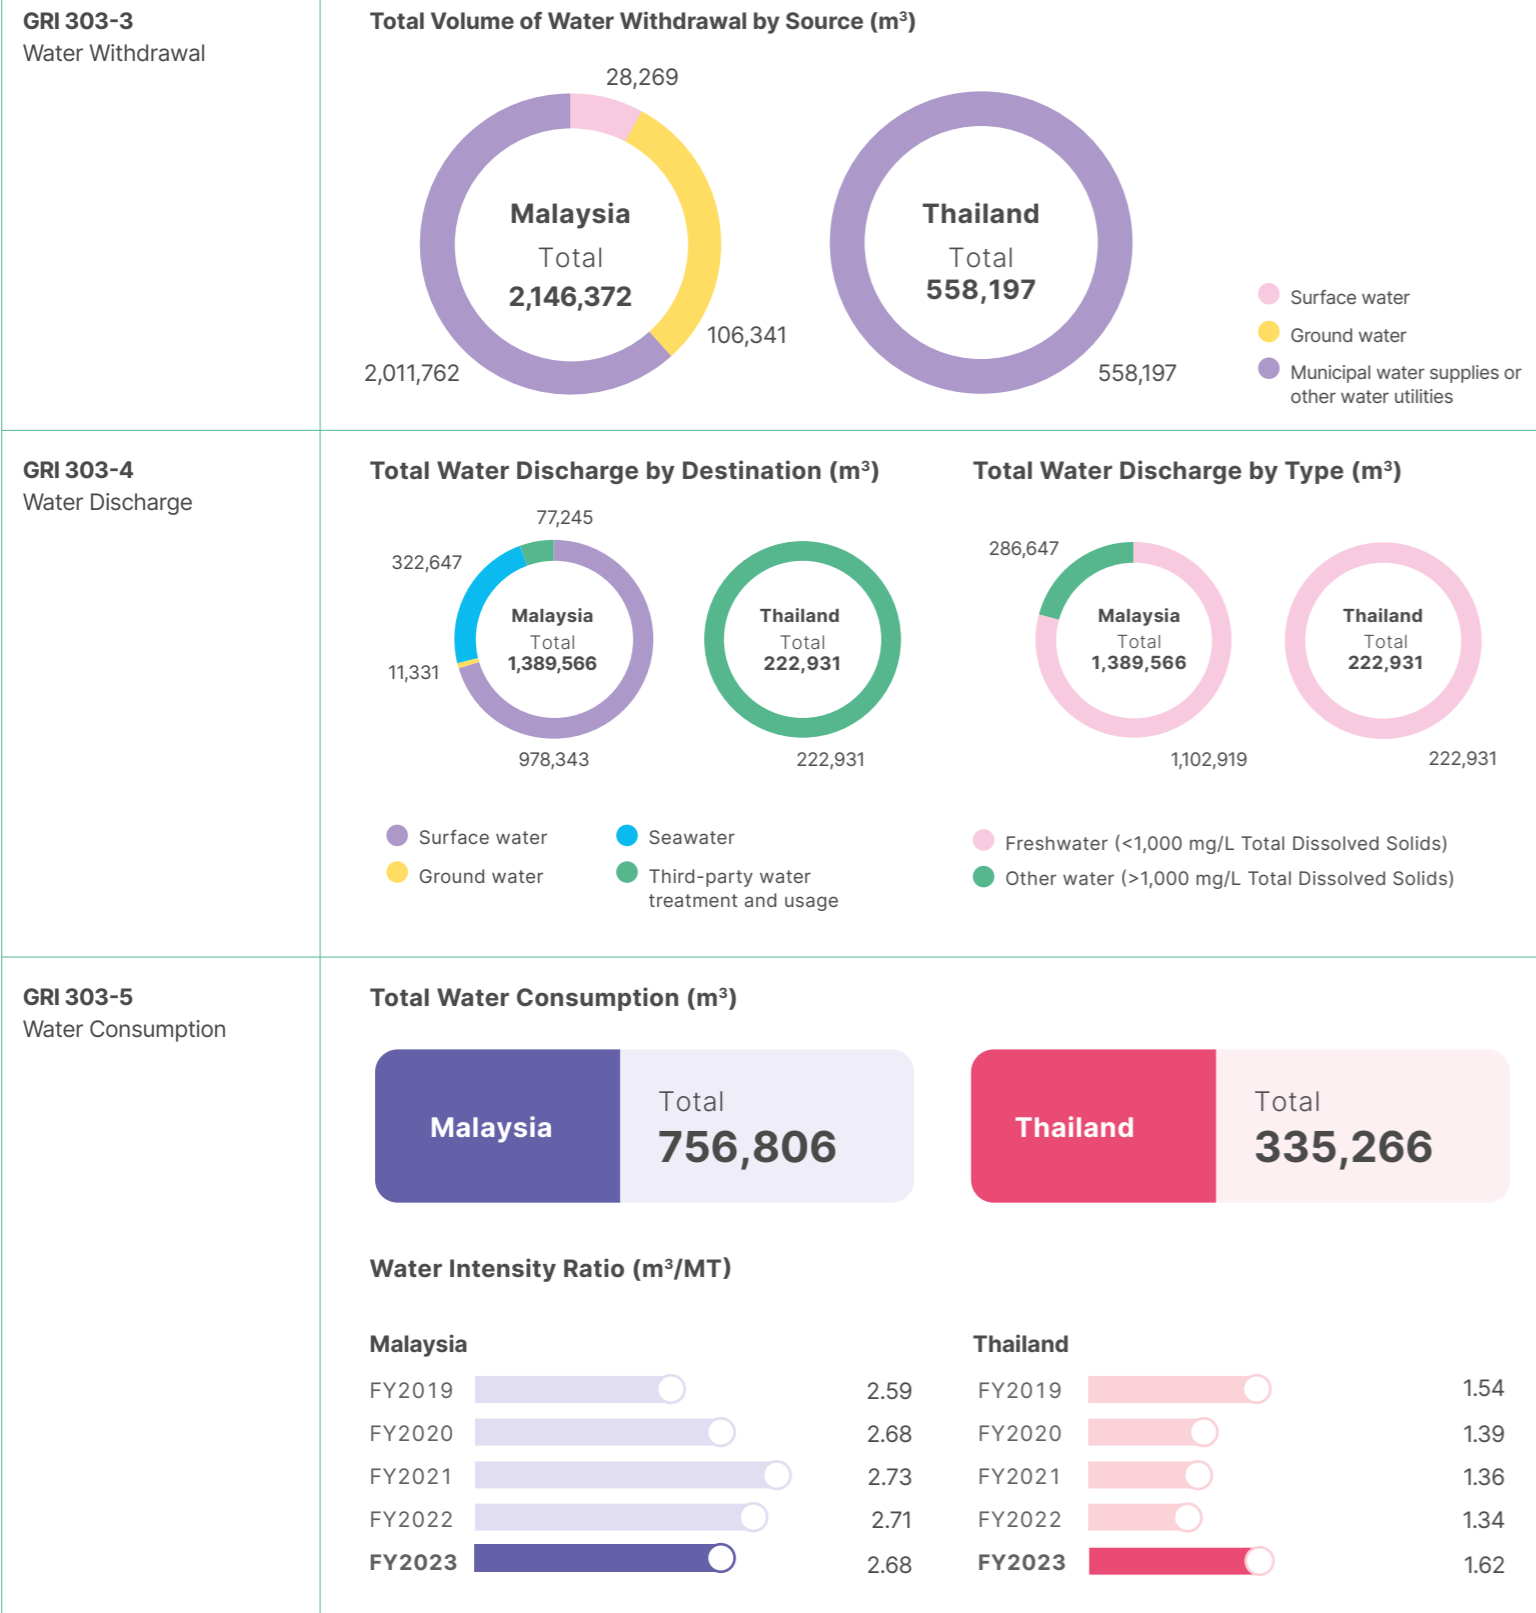 GRI 303-3
Water Withdrawal
Total Volume of Water Withdrawal by Source (m³)
28,269
Malaysia
Total
2,146,372
106,341
2,011,762
Thailand
Total
558,197
558,197
Surface water
Ground water
Municipal water supplies or
other water utilities
GRI 303-4
Water Discharge
Total Water Discharge by Destination (m³)
77,245
322,647
Malaysia
Total
1,389,566
11,331
978,343
Thailand
Total
222,931
222,931
Surface water
Ground water
Seawater
Third-party water
treatment and usage
Total Water Discharge by Type (m³)
286,647
Malaysia
Total
1,389,566
1,102,919
Thailand
Total
222,931
222,931
Freshwater (<1,000 mg/L Total Dissolved Solids)
Other water (>1,000 mg/L Total Dissolved Solids)
GRI 303-5
Water Consumption
Total Water Consumption (m³)
Malaysia
Total
756,806
Thailand
Total
335,266
Water Intensity Ratio (m³/MT)
Malaysia
FY2019 2.59
FY2020 2.68
FY2021 2.73
FY2022 2.71
FY2023 2.68
Thailand
FY2019 1.54
FY2020 1.39
FY2021 1.36
FY2022 1.34
FY2023 1.62